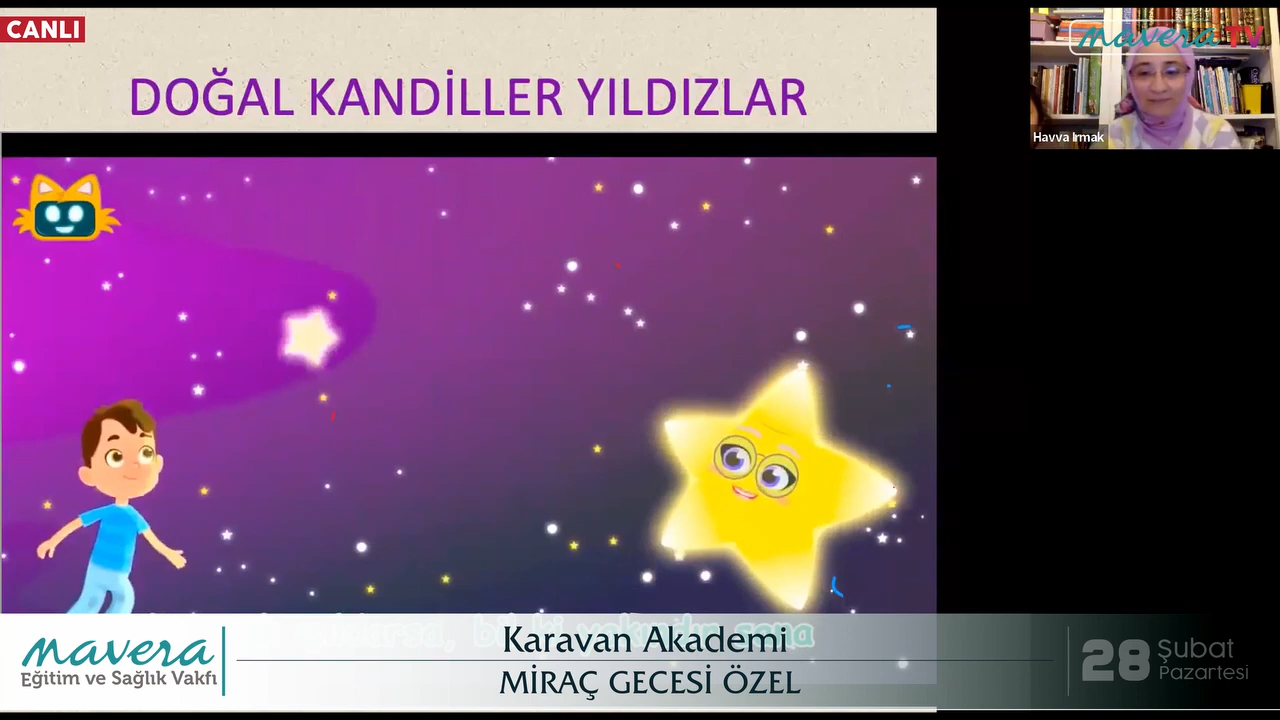 CANLI
DOĞAL KANDİLLER YILDIZLAR
mavera TV
Havva Irmak
mavera
Eğitim ve Sağlık Vakfı
Karavan Akademi
MİRAÇ GECESİ ÖZEL
28 Şubat
Pazartesi